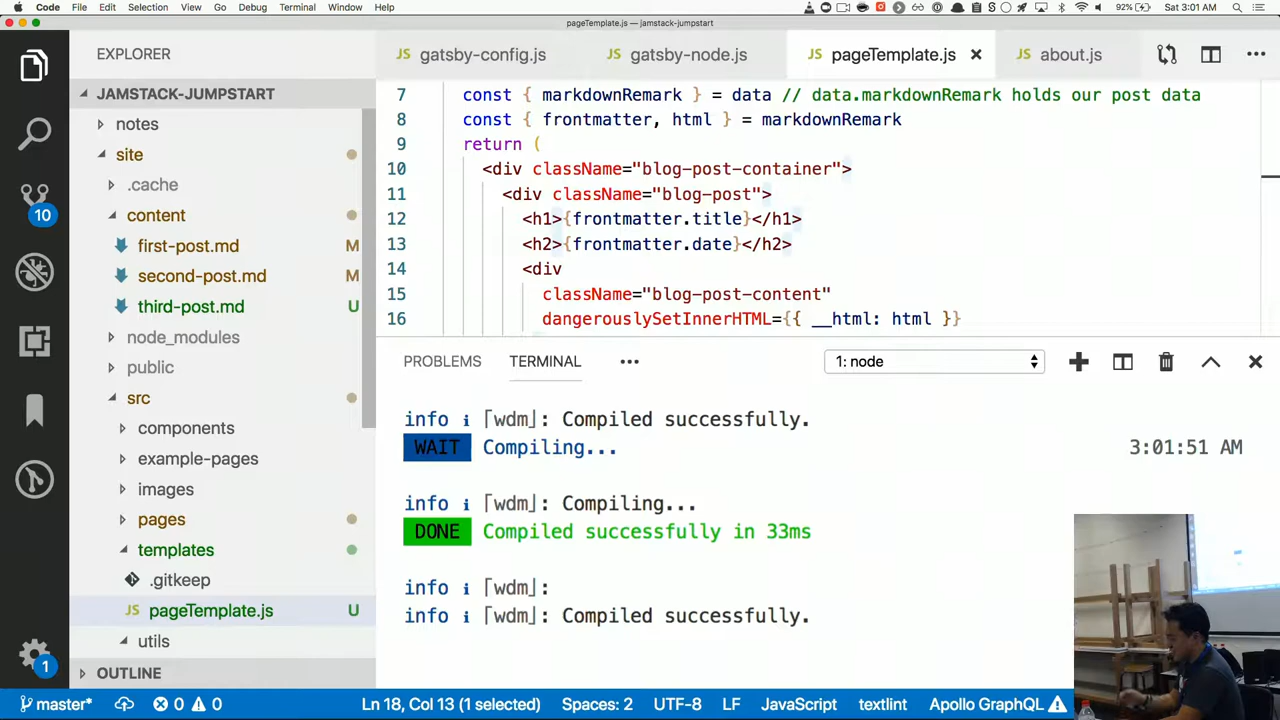 Code File Edit Selection View Go Debug Terminal Window Help 92% Sat 3:01 AM
pageTemplate.js — jamstack-jumpstart
EXPLORER
JAMSTACK-JUMPSTART
notes
site
.cache
content
first-post.md M
second-post.md M
third-post.md U
node_modules
public
src
components
example-pages
images
pages
templates
.gitkeep
JS pageTemplate.js U
utils
OUTLINE
10
1
JS gatsby-config.js JS gatsby-node.js JS pageTemplate.js JS about.js
7 const { markdownRemark } = data // data.markdownRemark holds our post data
8 const { frontmatter, html } = markdownRemark
9 return (
10 <div className="blog-post-container">
11 <div className="blog-post">
12 <h1>{frontmatter.title}</h1>
13 <h2>{frontmatter.date}</h2>
14 <div
15 className="blog-post-content"
16 dangerouslySetInnerHTML={{ __html: html }}
PROBLEMS TERMINAL 1: node
info i ｢wdm｣: Compiled successfully.
WAIT Compiling... 3:01:51 AM
info i ｢wdm｣: Compiling...
DONE Compiled successfully in 33ms
info i ｢wdm｣:
info i ｢wdm｣: Compiled successfully.
master* 0 0 Ln 18, Col 13 (1 selected) Spaces: 2 UTF-8 LF JavaScript textlint Apollo GraphQL